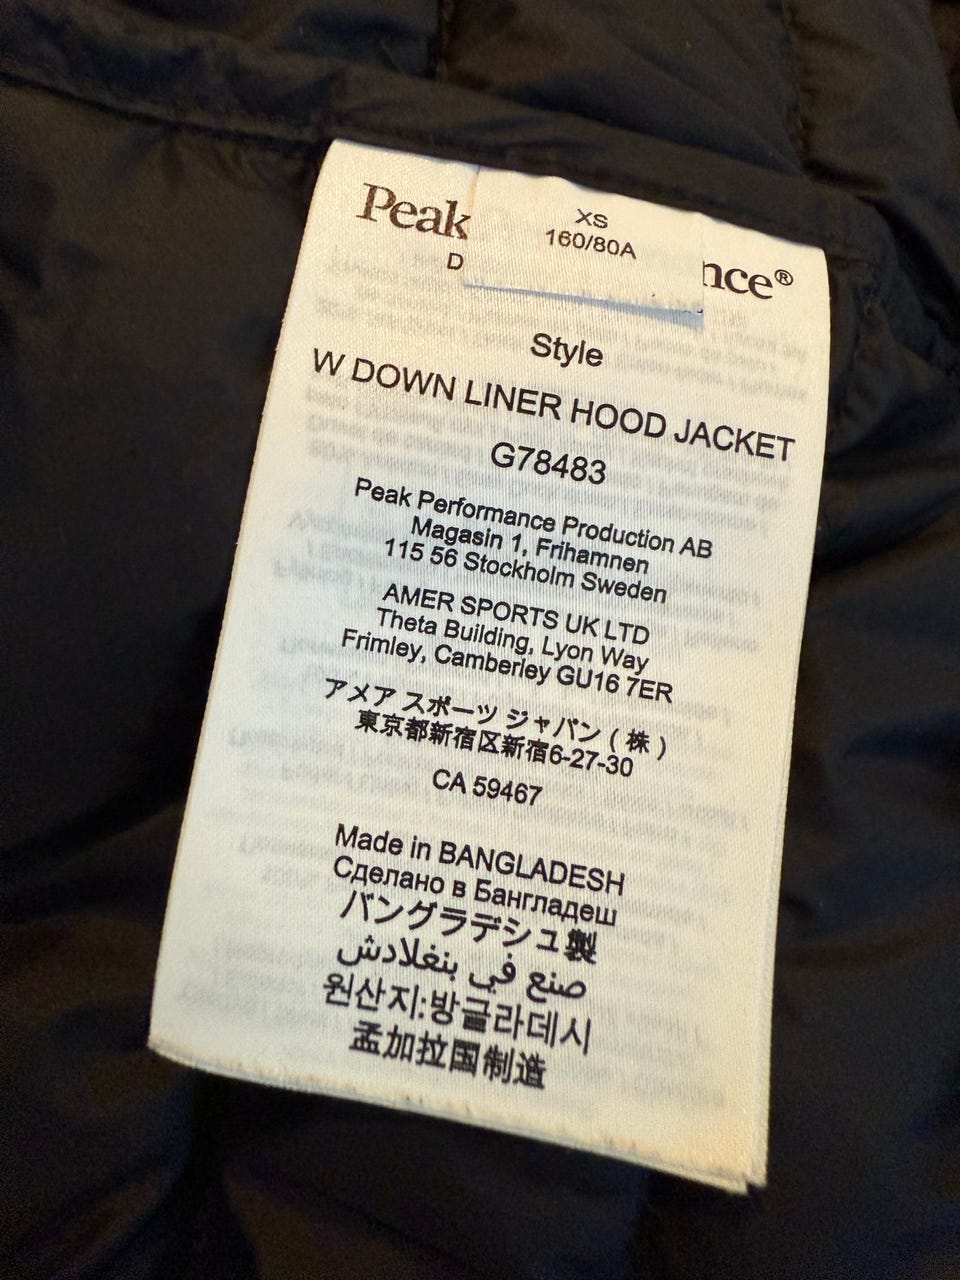 Peak nce®
XS
160/80A
D
Style
W DOWN LINER HOOD JACKET
G78483
Peak Performance Production AB
Magasin 1, Frihamnen
115 56 Stockholm Sweden
AMER SPORTS UK LTD
Theta Building, Lyon Way
Frimley, Camberley GU16 7ER
アメア スポーツ ジャパン ( 株 )
東京都新宿区新宿6-27-30
CA 59467
Made in BANGLADESH
Сделано в Бангладеш
バングラデシュ製
صنع في بنغلادش
원산지:방글라데시
孟加拉国制造